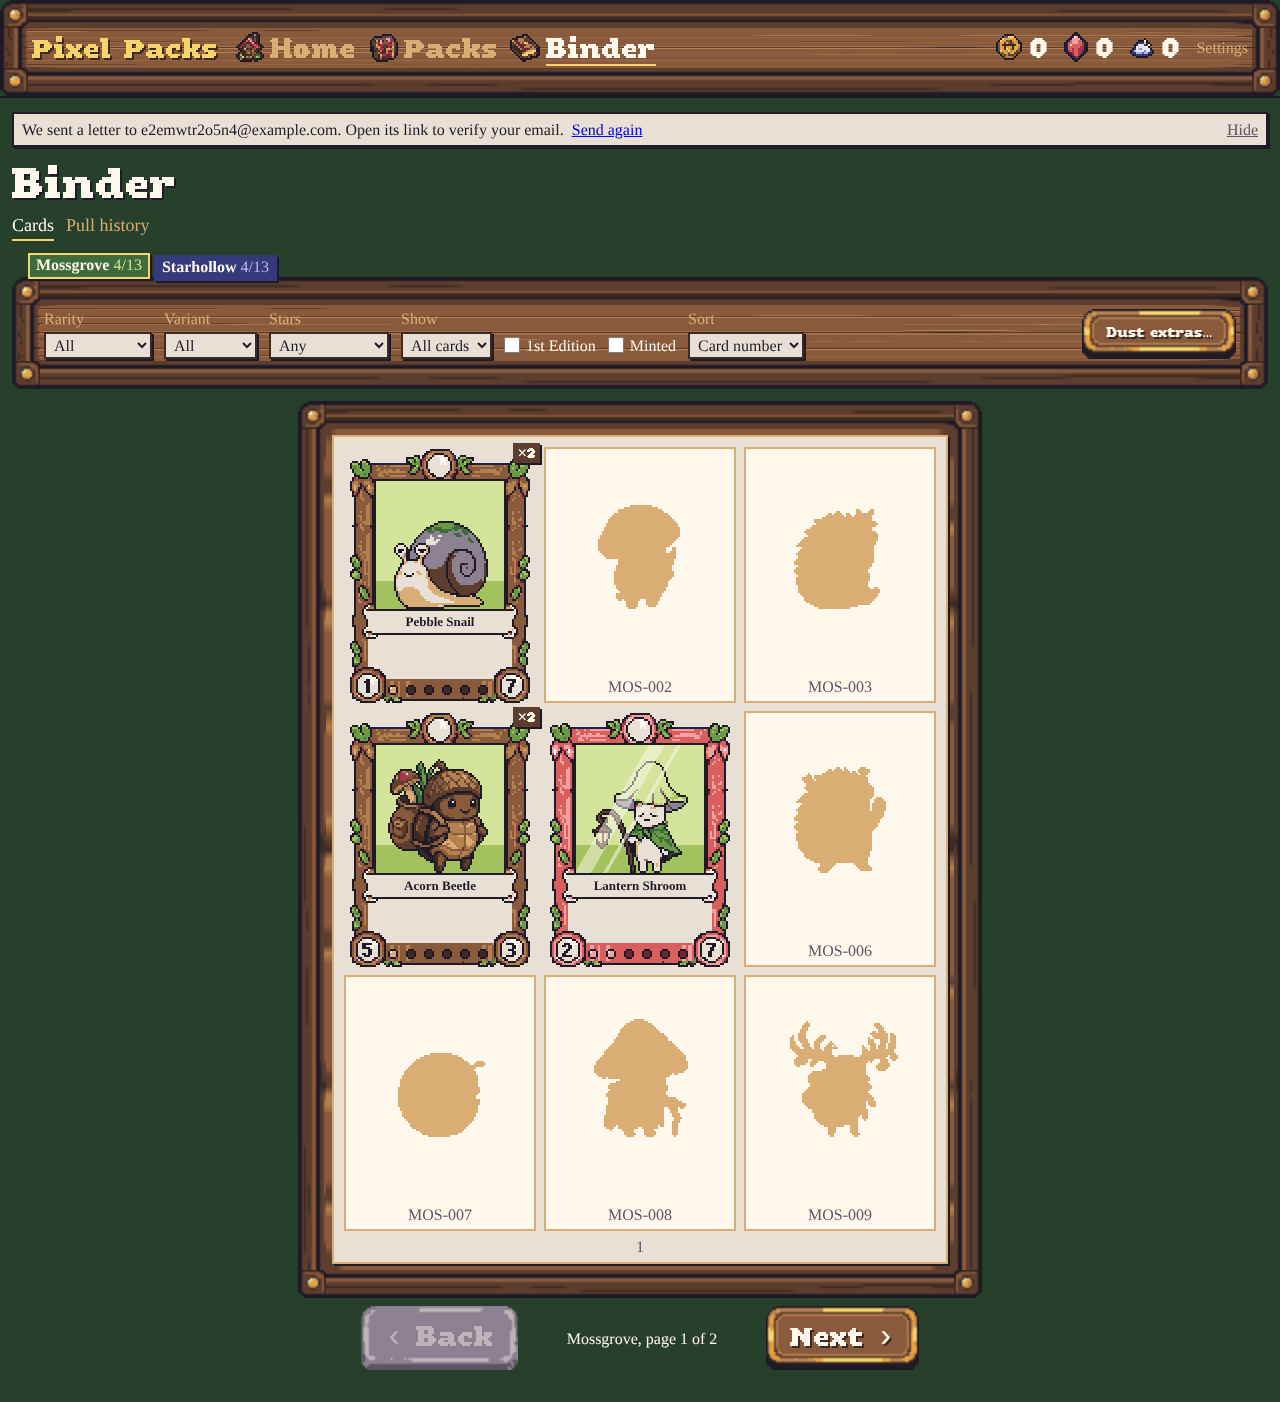 Pixel Packs Home Packs Binder 0 0 0 Settings
We sent a letter to e2emwtr2o5n4@example.com. Open its link to verify your email. Send again Hide
Binder
Cards Pull history
Mossgrove 4/13 Starhollow 4/13
Rarity Variant Stars Show Sort
All All Any All cards 1st Edition Minted Card number Dust extras...
×2
Pebble Snail
1 7
MOS-002
MOS-003
×2
Acorn Beetle
5 3
Lantern Shroom
2 7
MOS-006
MOS-007
MOS-008
MOS-009
1
‹ Back Mossgrove, page 1 of 2 Next ›